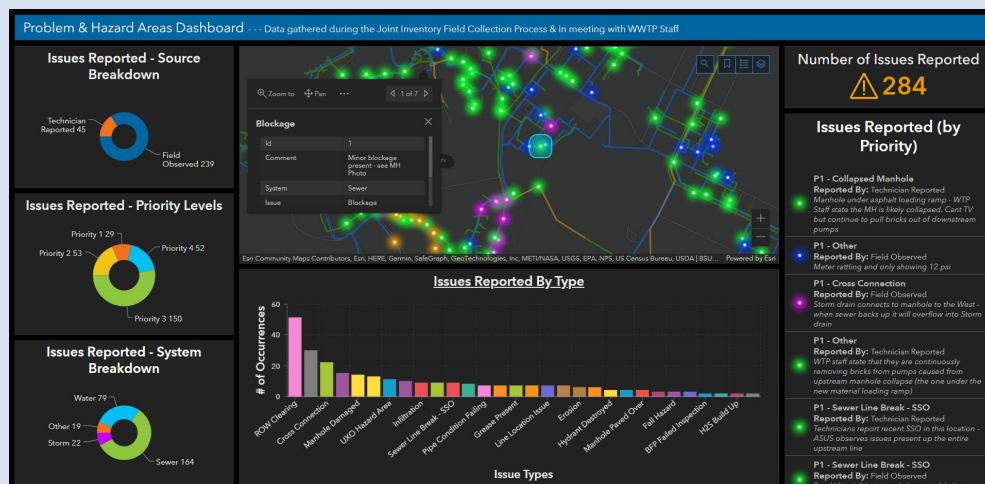 Problem & Hazard Areas Dashboard - - - Data gathered during the Joint Inventory Field Collection Process & in meeting with WWTP Staff
Issues Reported - Source
Breakdown
Technician
Reported 45
Field
Observed 239
Issues Reported - Priority Levels
Priority 1 29
Priority 2 53
Priority 4 52
Priority 3 150
Issues Reported - System
Breakdown
Water 79
Other 19
Storm 22
Sewer 164
Zoom to
Pan
1 of 7
Blockage
Id 1
Comment Minor blockage
present - see MH
Photo
System Sewer
Issue Blockage
Esri Community Maps Contributors, Esri, HERE, Garmin, SafeGraph, GeoTechnologies, Inc, METI/NASA, USGS, EPA, NPS, US Census Bureau, USDA | BSU... Powered by Esri
Issues Reported By Type
# of Occurrences
60
40
20
0
ROW Clearing
Cross Connection
Manhole Damaged
UXO Hazard Area
Infiltration
Sewer Line Break - SSO
Pipe Condition Failing
Grease Present
Line Location Issue
Erosion
Hydrant Destroyed
Manhole Paved Over
Fall Hazard
BFP Failed Inspection
H2S Build Up
Issue Types
Number of Issues Reported
284
Issues Reported (by
Priority)
P1 - Collapsed Manhole
Reported By: Technician Reported
Manhole under asphalt loading ramp - WTP
Staff state the MH is likely collapsed. Cant TV
but continue to pull bricks out of downstream
pumps
P1 - Other
Reported By: Field Observed
Meter rattling and only showing 12 psi
P1 - Cross Connection
Reported By: Field Observed
Storm drain connects to manhole to the West -
when sewer backs up it will overflow into Storm
drain
P1 - Other
Reported By: Technician Reported
WTP staff state that they are continuously
removing bricks from pumps caused from
upstream manhole collapse (the one under the
new material loading ramp)
P1 - Sewer Line Break - SSO
Reported By: Technician Reported
Technicians report recent SSO in this location -
ASUS observes issues present up the entire
upstream line
P1 - Sewer Line Break - SSO
Reported By: Field Observed